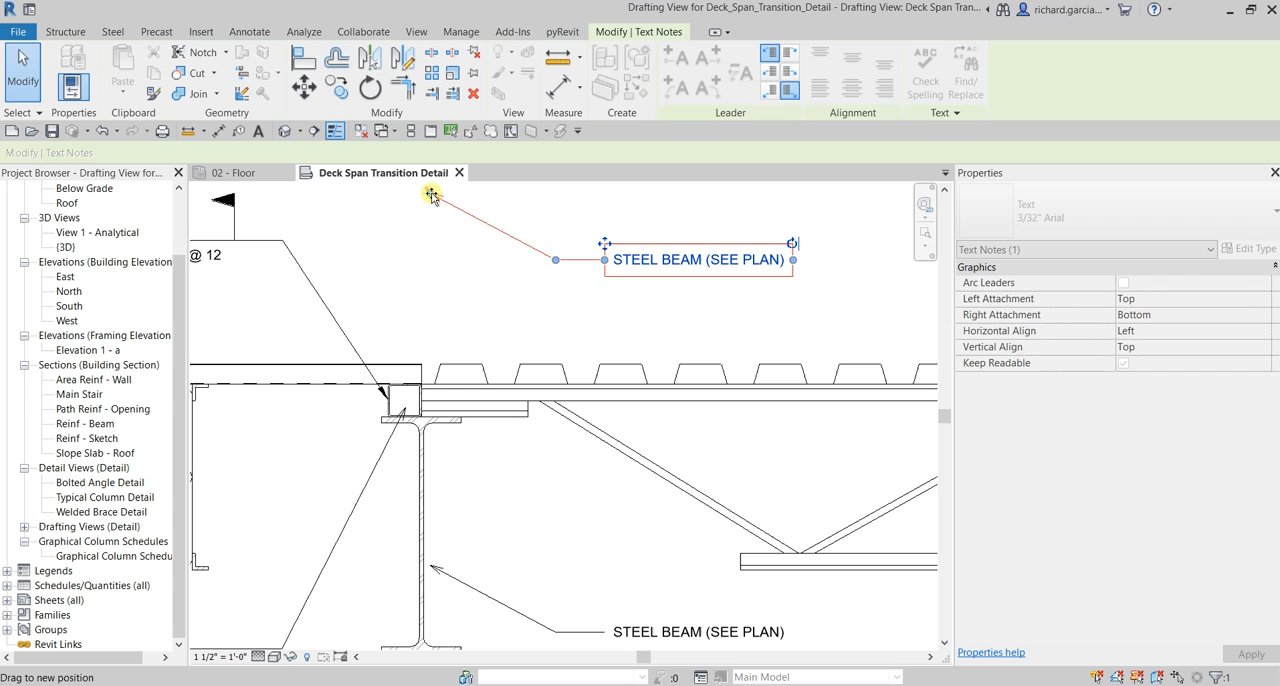 Drafting View for Deck_Span_Transition_Detail - Drafting View: Deck Span Tran...
richard.garcia...
File Structure Steel Precast Insert Annotate Analyze Collaborate View Manage Add-Ins pyRevit Modify | Text Notes
Modify
Paste
Notch
Cut
Join
ABC
Check Spelling
Find/ Replace
Select Properties Clipboard Geometry Modify View Measure Create Leader Alignment Text
Modify | Text Notes
Project Browser - Drafting View for...
02 - Floor
Deck Span Transition Detail
Properties
Below Grade
Roof
3D Views
View 1 - Analytical
{3D}
Elevations (Building Elevation
East
North
South
West
Elevations (Framing Elevation
Elevation 1 - a
Sections (Building Section)
Area Reinf - Wall
Main Stair
Path Reinf - Opening
Reinf - Beam
Reinf - Sketch
Slope Slab - Roof
Detail Views (Detail)
Bolted Angle Detail
Typical Column Detail
Welded Brace Detail
Drafting Views (Detail)
Graphical Column Schedules
Graphical Column Schedu
Legends
Schedules/Quantities (all)
Sheets (all)
Families
Groups
Revit Links
@ 12
STEEL BEAM (SEE PLAN)
STEEL BEAM (SEE PLAN)
Text
3/32" Arial
Text Notes (1)
Edit Type
Graphics
Arc Leaders
Left Attachment Top
Right Attachment Bottom
Horizontal Align Left
Vertical Align Top
Keep Readable
Properties help
Apply
1 1/2" = 1'-0"
Drag to new position
:0
Main Model
:1